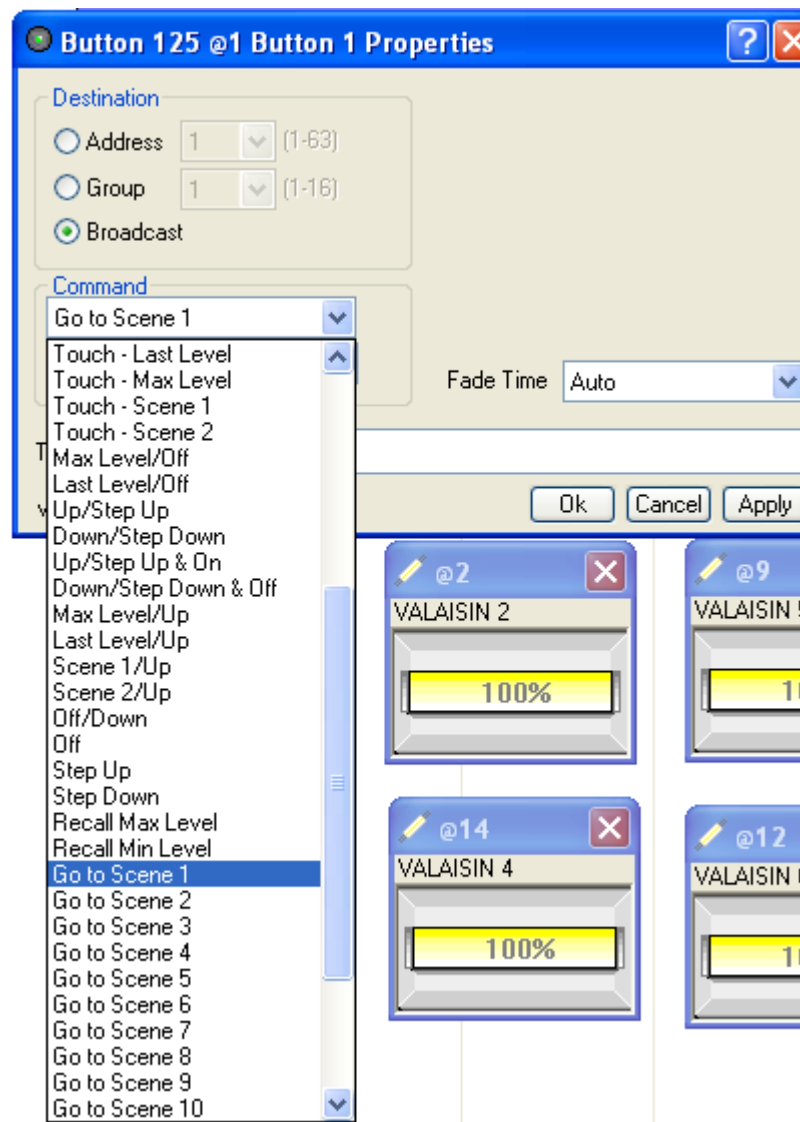 Button 125 @1 Button 1 Properties
Destination
Address 1 (1-63)
Group 1 (1-16)
Broadcast
Command
Go to Scene 1
Touch - Last Level
Touch - Max Level
Touch - Scene 1
Touch - Scene 2
Max Level/Off
Last Level/Off
Up/Step Up
Down/Step Down
Up/Step Up & On
Down/Step Down & Off
Max Level/Up
Last Level/Up
Scene 1/Up
Scene 2/Up
Off/Down
Off
Step Up
Step Down
Recall Max Level
Recall Min Level
Go to Scene 1
Go to Scene 2
Go to Scene 3
Go to Scene 4
Go to Scene 5
Go to Scene 6
Go to Scene 7
Go to Scene 8
Go to Scene 9
Go to Scene 10
Fade Time Auto
Ok Cancel Apply
@2
VALAISIN 2
100%
@9
VALAISIN
@14
VALAISIN 4
100%
@12
VALAISIN